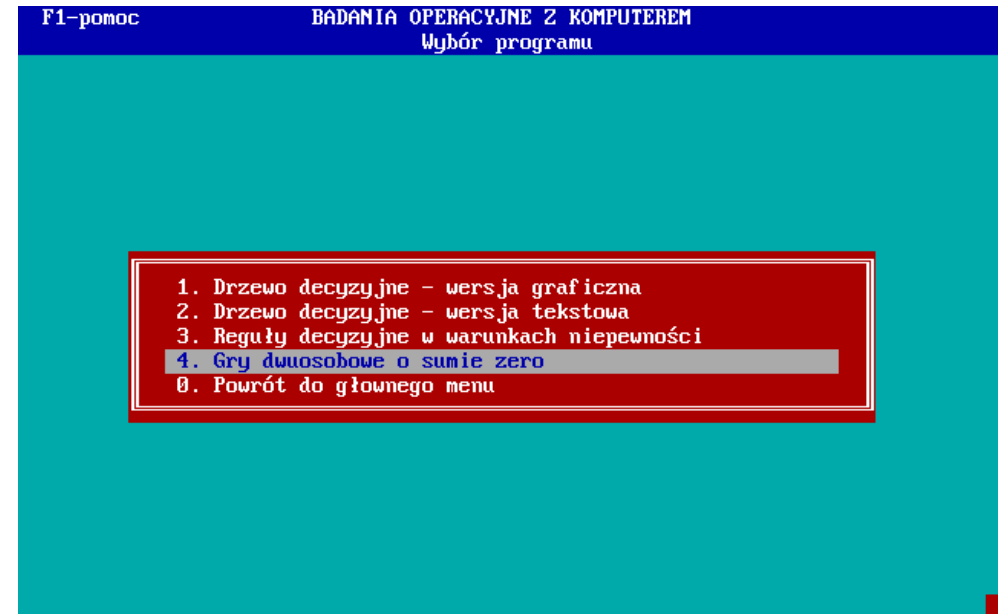 F1-pomoc BADANIA OPERACYJNE Z KOMPUTEREM
Wybór programu
1. Drzewo decyzyjne - wersja graficzna
2. Drzewo decyzyjne - wersja tekstowa
3. Reguły decyzyjne w warunkach niepewności
4. Gry dwuosobowe o sumie zero
0. Powrót do głownego menu